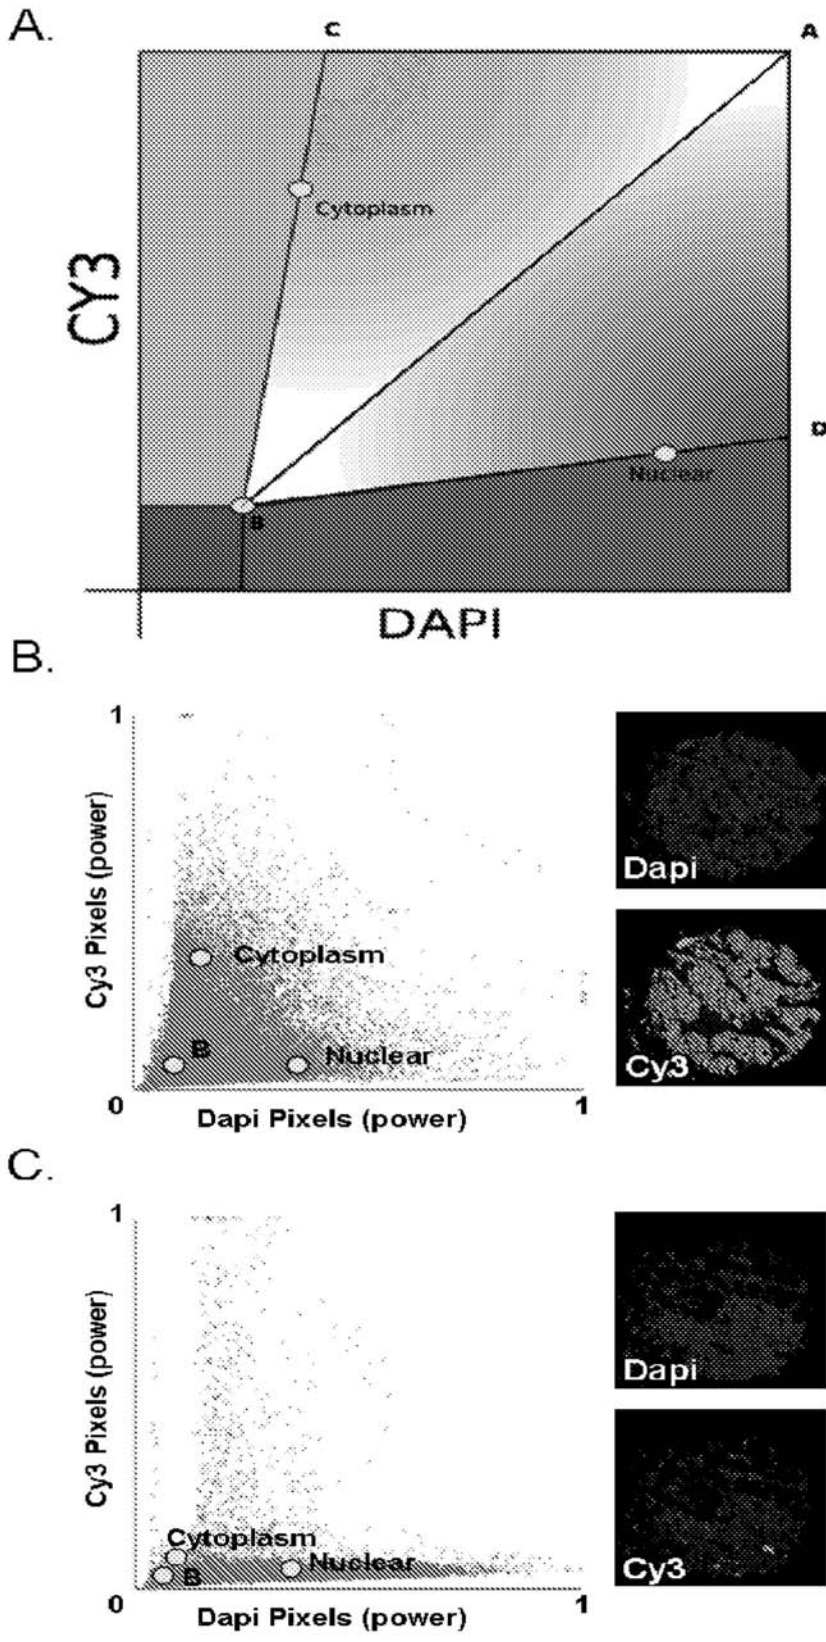 A.
C
A
Cytoplasm
CY3
D
Nuclear
B
DAPI
B.
1
Cy3 Pixels (power)
Cytoplasm
B
Nuclear
0
1
Dapi Pixels (power)
Dapi
Cy3
C.
1
Cy3 Pixels (power)
Cytoplasm
B
Nuclear
0
1
Dapi Pixels (power)
Dapi
Cy3